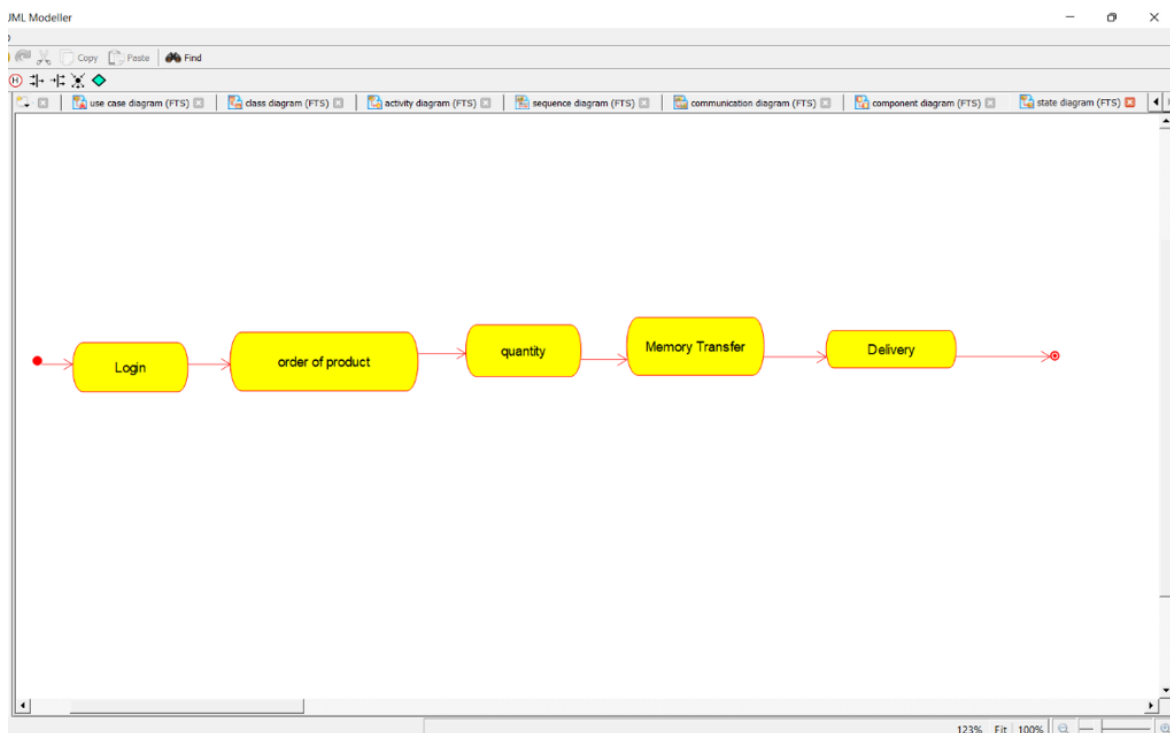 UML Modeller
Copy Paste Find
H
use case diagram (FTS) class diagram (FTS) activity diagram (FTS) sequence diagram (FTS) communication diagram (FTS) component diagram (FTS) state diagram (FTS)
Login order of product quantity Memory Transfer Delivery
123% Fit 100%